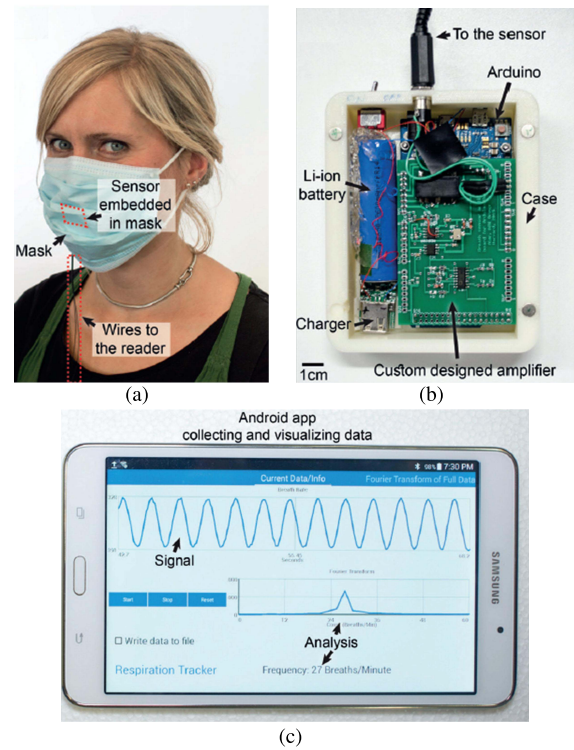 Sensor
embedded
in mask
Mask
Wires to
the reader
(a)
To the sensor
Arduino
Li-ion
battery
Case
Charger
1cm
Custom designed amplifier
(b)
Android app
collecting and visualizing data
98% 7:30 PM
Current Data/Info
Fourier Transform of Full Data
Breath Rate
Signal
Seconds
Fourier Transform
Start Stop Reset
Write data to file
Analysis
Respiration Tracker
Frequency: 27 Breaths/Minute
SAMSUNG
(c)